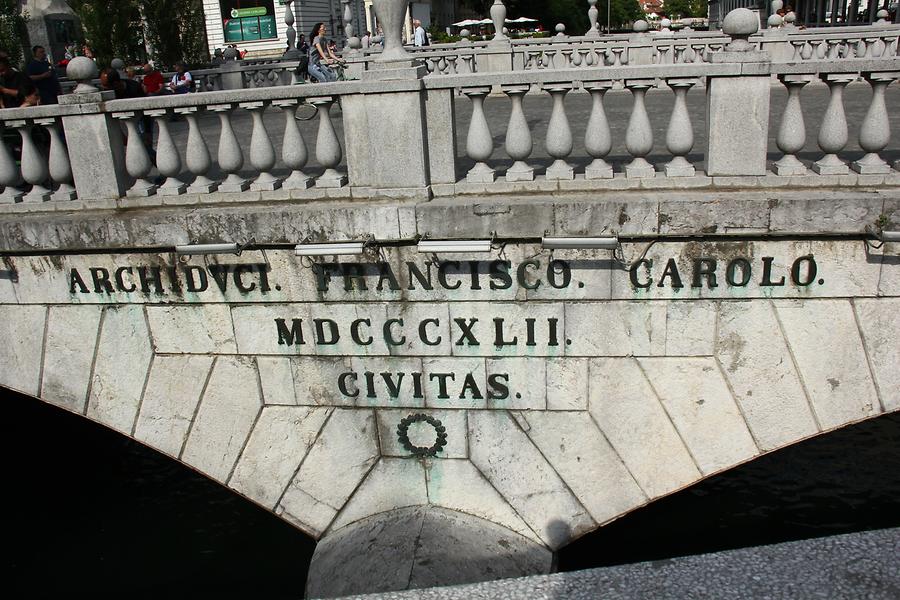 ARCHIDVCI. FRANCISCO. CAROLO.
MDCCCXLII.
CIVITAS.